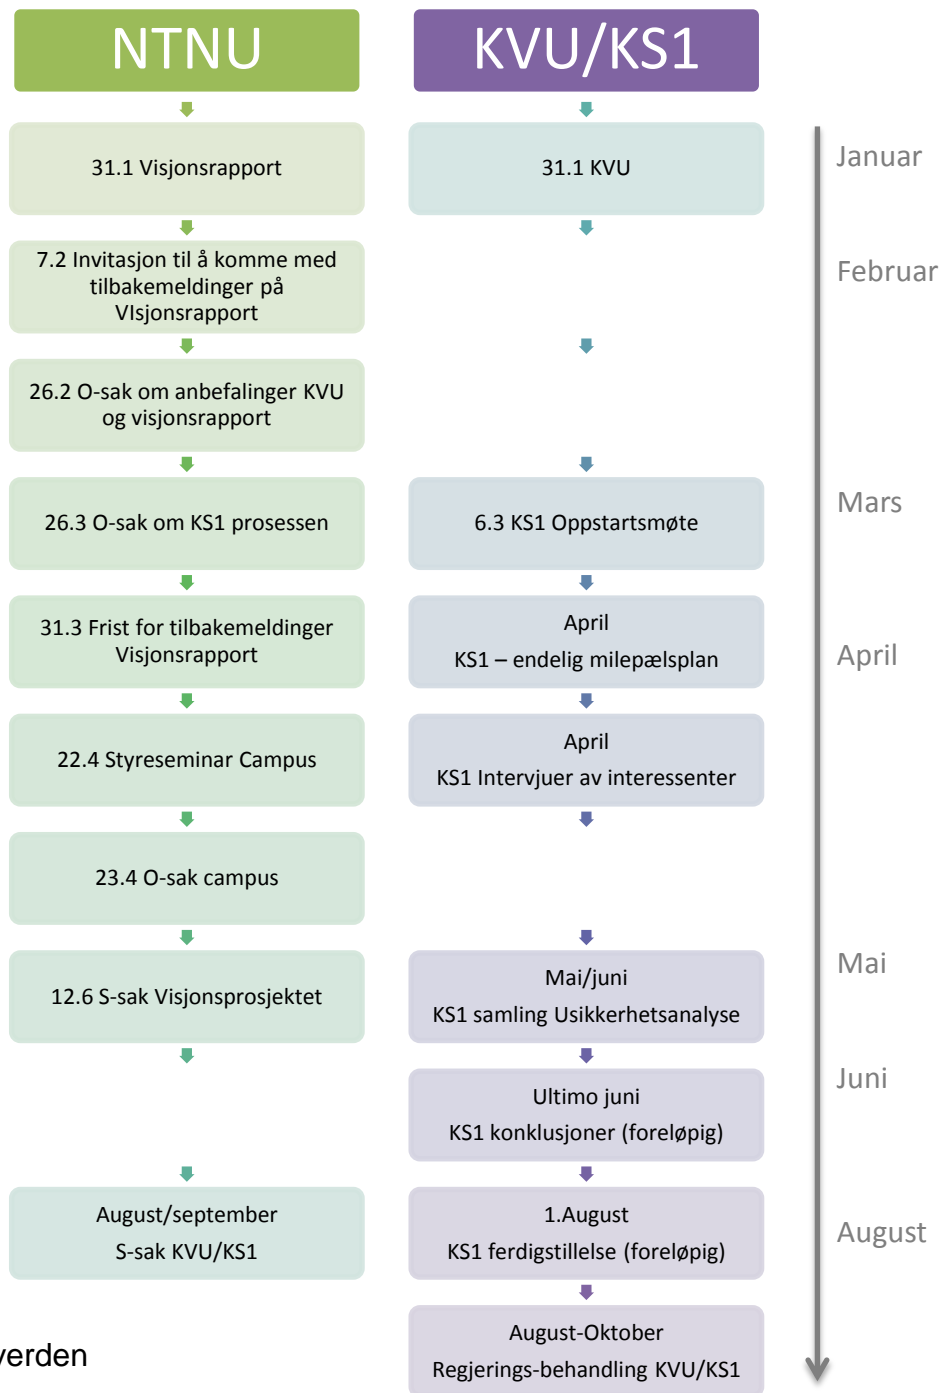 NTNU
31.1 Visjonsrapport
7.2 Invitasjon til å komme med
tilbakemeldinger på
VIsjonsrapport
26.2 O-sak om anbefalinger KVU
og visjonsrapport
26.3 O-sak om KS1 prosessen
31.3 Frist for tilbakemeldinger
Visjonsrapport
22.4 Styreseminar Campus
23.4 O-sak campus
12.6 S-sak Visjonsprosjektet
August/september
S-sak KVU/KS1
KVU/KS1
31.1 KVU
6.3 KS1 Oppstartsmøte
April
KS1 – endelig milepælsplan
April
KS1 Intervjuer av interessenter
Mai/juni
KS1 samling Usikkerhetsanalyse
Ultimo juni
KS1 konklusjoner (foreløpig)
1.August
KS1 ferdigstillelse (foreløpig)
August-Oktober
Regjerings-behandling KVU/KS1
Januar
Februar
Mars
April
Mai
Juni
August
verden